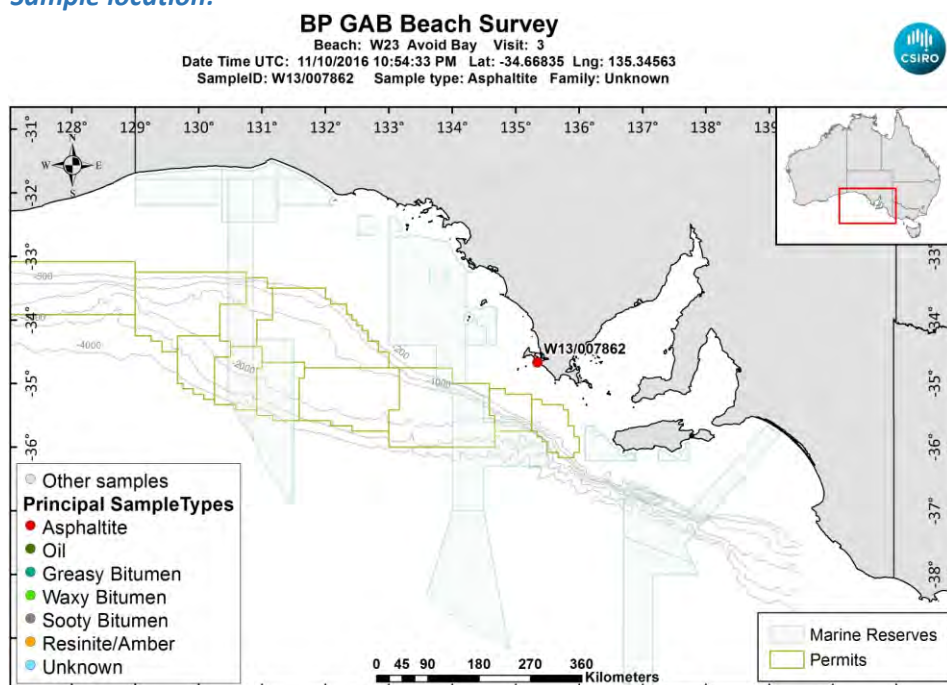 Sample location:
BP GAB Beach Survey
Beach: W23 Avoid Bay Visit: 3
Date Time UTC: 11/10/2016 10:54:33 PM Lat: -34.66835 Lng: 135.34563
SampleID: W13/007862 Sample type: Asphaltite Family: Unknown
CSIRO
128° 129° 130° 131° 132° 133° 134° 135° 136° 137° 138° 139
-31°
N
W E
S
-32°
-33°
-33°
-34°
-34°
-35°
-35°
-36°
-36°
-37°
-38°
-200
-4000
-2000
-1000
W13/007862
Other samples
Principal SampleTypes
Asphaltite
Oil
Greasy Bitumen
Waxy Bitumen
Sooty Bitumen
Resinite/Amber
Unknown
0 45 90 180 270 360
Kilometers
Marine Reserves
Permits